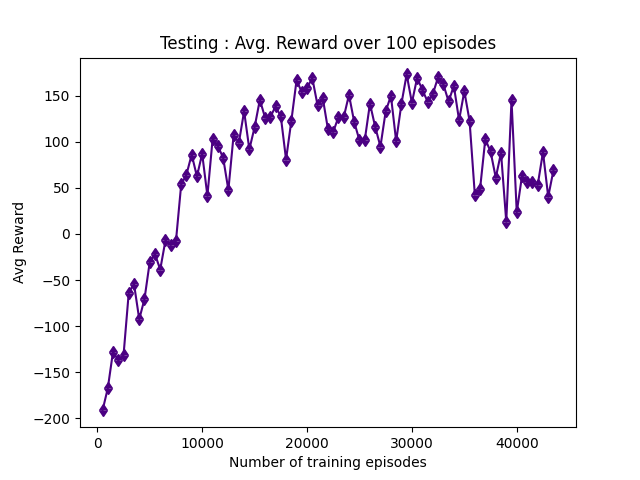 Testing : Avg. Reward over 100 episodes
150
100
50
0
−50
−100
−150
−200
Avg Reward
0 10000 20000 30000 40000
Number of training episodes